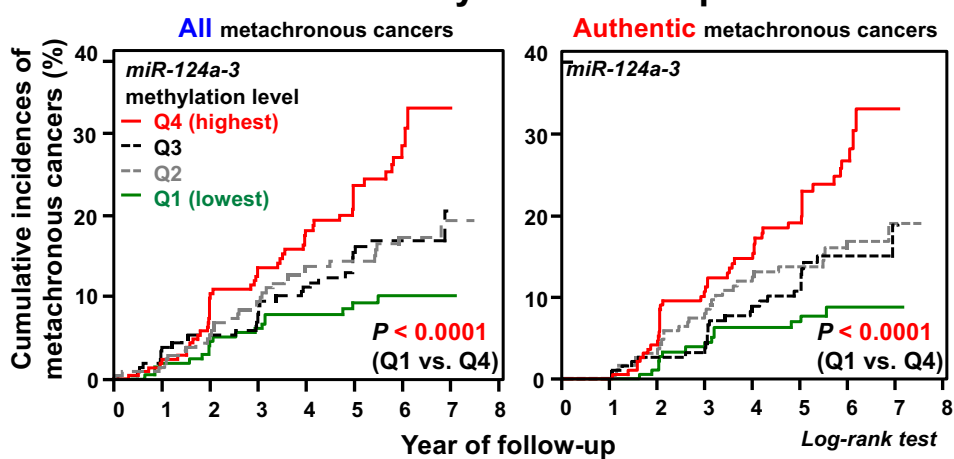 All metachronous cancers
Authentic metachronous cancers
Cumulative incidences of
metachronous cancers (%)
40
30
20
10
0
miR-124a-3
methylation level
Q4 (highest)
Q3
Q2
Q1 (lowest)
P < 0.0001
(Q1 vs. Q4)
0 1 2 3 4 5 6 7 8
40
30
20
10
0
miR-124a-3
P < 0.0001
(Q1 vs. Q4)
0 1 2 3 4 5 6 7 8
Year of follow-up
Log-rank test